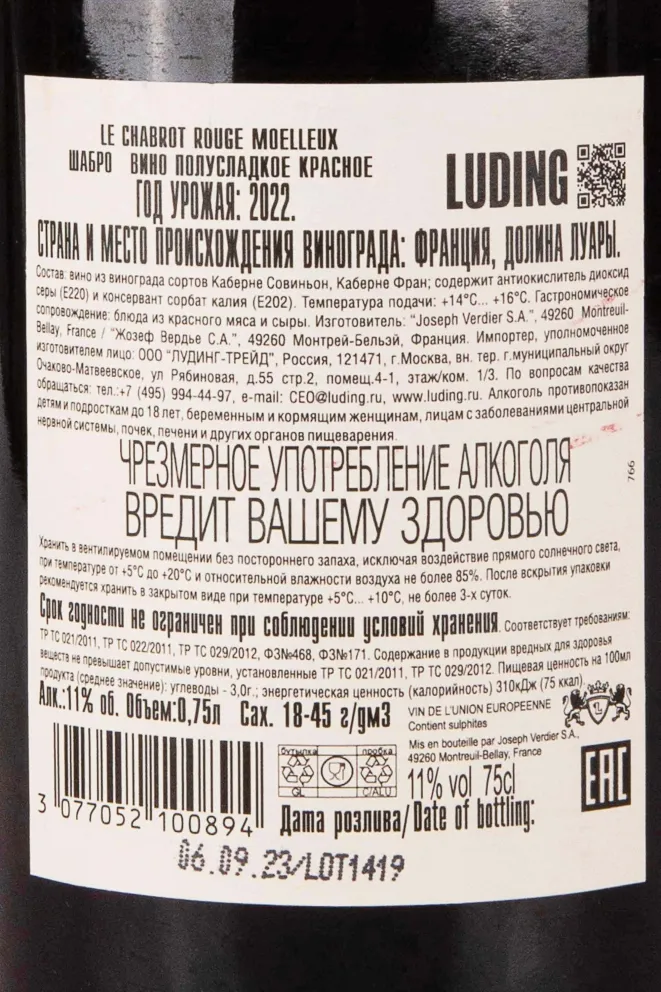 LE CHABROT ROUGE MOELLEUX
ШАБРО ВИНО ПОЛУСЛАДКОЕ КРАСНОЕ
ГОД УРОЖАЯ: 2022.
LUDING
СТРАНА И МЕСТО ПРОИСХОЖДЕНИЯ ВИНОГРАДА: ФРАНЦИЯ, ДОЛИНА ЛУАРЫ.
Состав: вино из винограда сортов Каберне Совиньон, Каберне Фран; содержит антиокислитель диоксид
серы (E220) и консервант сорбат калия (E202). Температура подачи: +14°C... +16°C. Гастрономическое
сопровождение: блюда из красного мяса и сыры. Изготовитель: "Joseph Verdier S.A.", 49260 Montreuil-
Bellay, France / "Жозеф Вердье С.А.", 49260 Монтрей-Бельэй, Франция. Импортер, уполномоченное
изготовителем лицо: ООО "ЛУДИНГ-ТРЕЙД", Россия, 121471, г.Москва, вн. тер. г.муниципальный округ
Очаково-Матвеевское, ул Рябиновая, д.55 стр.2, помещ.4-1, этаж/ком. 1/3. По вопросам качества
обращаться: тел.:+7 (495) 994-44-97, e-mail: CEO@luding.ru, www.luding.ru. Алкоголь противопоказан
детям и подросткам до 18 лет, беременным и кормящим женщинам, лицам с заболеваниями центральной
нервной системы, почек, печени и других органов пищеварения.
ЧРЕЗМЕРНОЕ УПОТРЕБЛЕНИЕ АЛКОГОЛЯ
ВРЕДИТ ВАШЕМУ ЗДОРОВЬЮ
766
Хранить в вентилируемом помещении без постороннего запаха, исключая воздействие прямого солнечного света,
при температуре от +5°C до +20°C и относительной влажности воздуха не более 85%. После вскрытия упаковки
рекомендуется хранить в закрытом виде при температуре +5°C... +10°C, не более 3-х суток.
Срок годности не ограничен при соблюдении условий хранения. Соответствует требованиям:
ТР ТС 021/2011, ТР ТС 022/2011, ТР ТС 029/2012, ФЗ№468, ФЗ№171. Содержание в продукции вредных для здоровья
веществ не превышает допустимые уровни, установленные ТР ТС 021/2011, ТР ТС 029/2012. Пищевая ценность на 100мл
продукта (среднее значение): углеводы - 3,0г.; энергетическая ценность (калорийность) 310кДж (75 ккал).
Алк.:11% об. Объем:0,75л Сах. 18-45 г/дм3
VIN DE L'UNION EUROPEENNE
Contient sulphites
Mis en bouteille par Joseph Verdier S.A.,
49260 Montreuil-Bellay, France
бутылка пробка
GL C/ALU
11% vol 75cl
EAC
3 077052 100894
Дата розлива/Date of bottling:
06.09.23/LOT1419